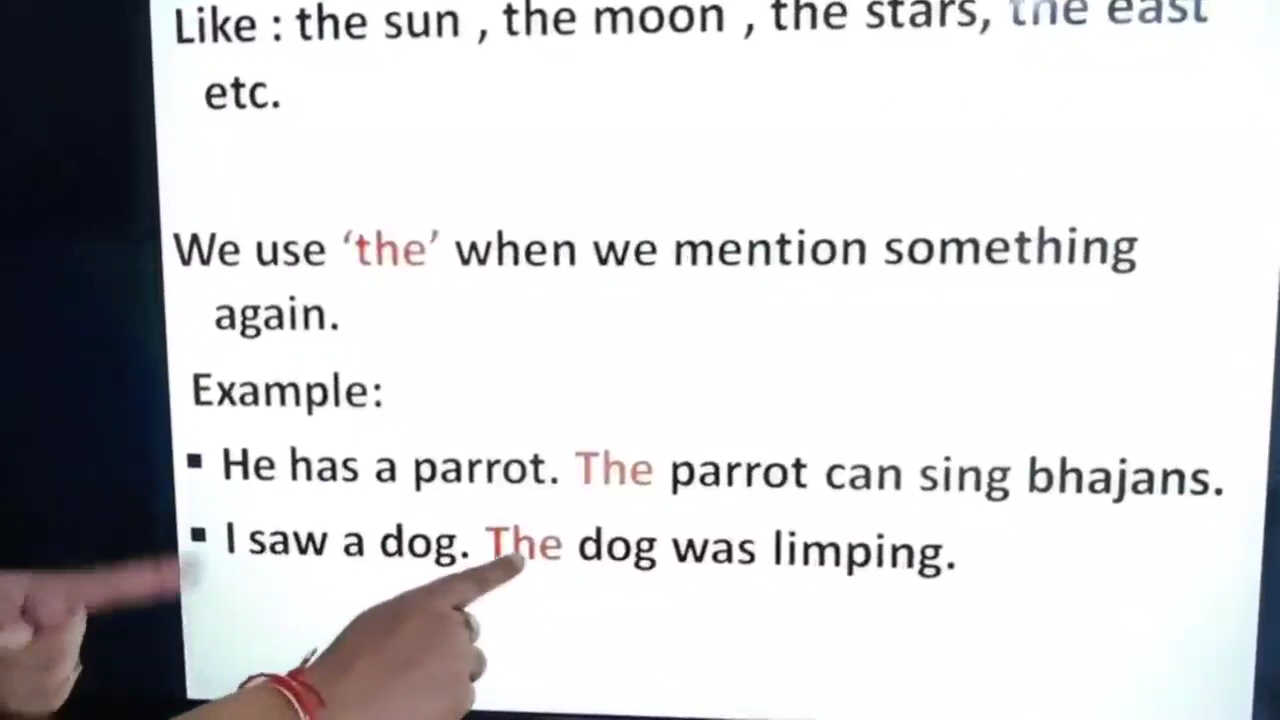 Like : the sun , the moon , the stars, the east
etc.
We use ‘the’ when we mention something
again.
Example:
▪ He has a parrot. The parrot can sing bhajans.
▪ I saw a dog. The dog was limping.